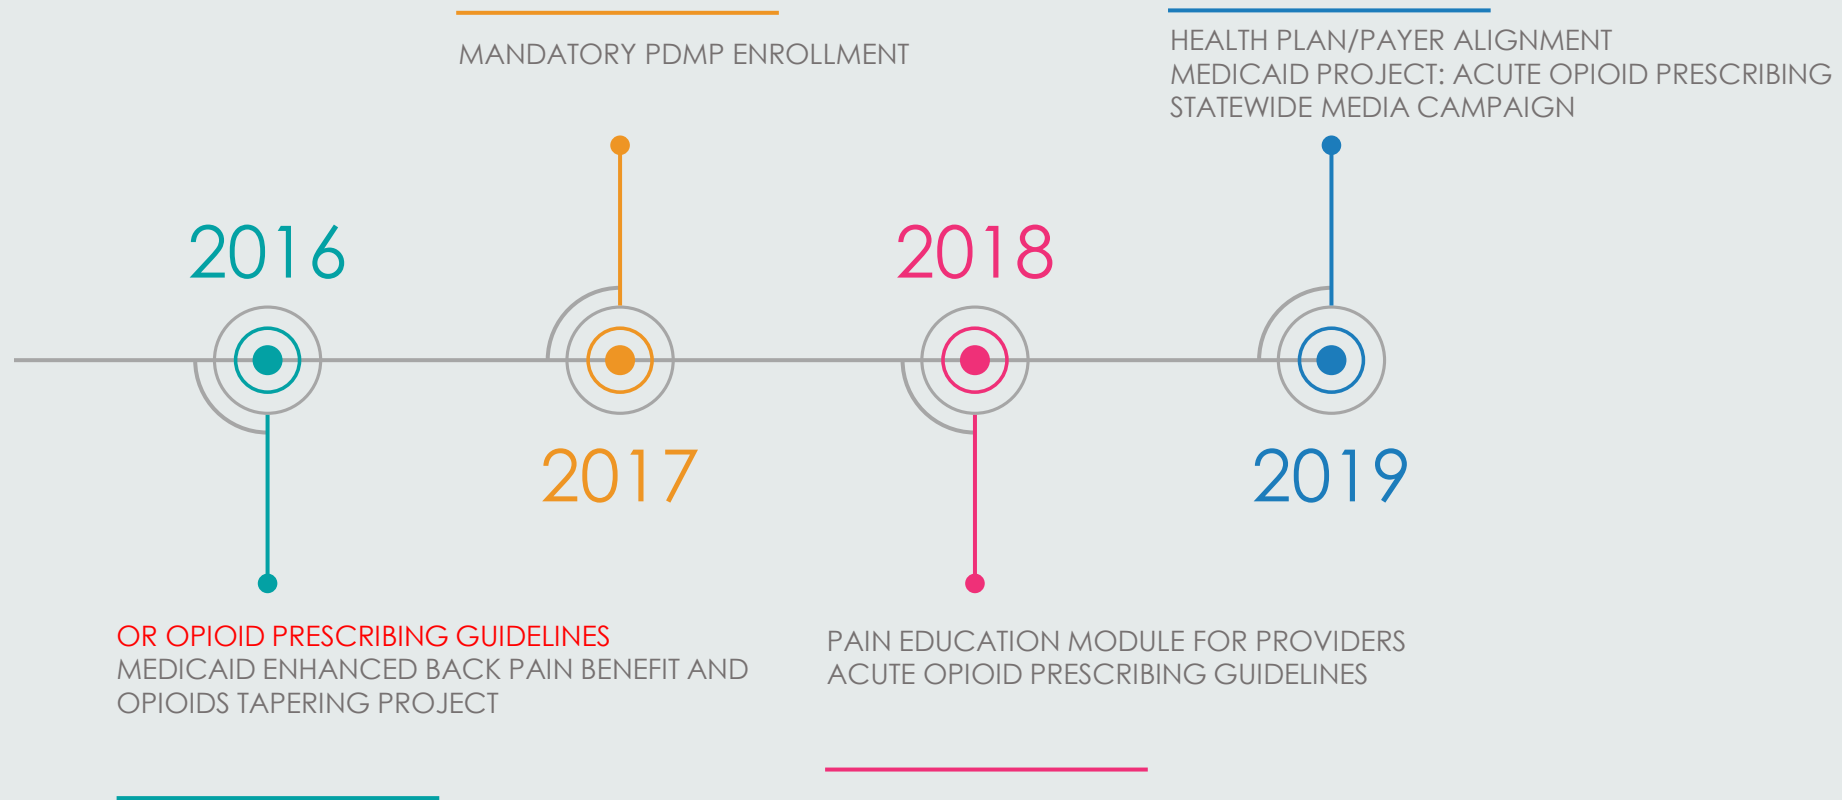 MANDATORY PDMP ENROLLMENT
HEALTH PLAN/PAYER ALIGNMENT
MEDICAID PROJECT: ACUTE OPIOID PRESCRIBING
STATEWIDE MEDIA CAMPAIGN
2016
2018
2017
2019
OR OPIOID PRESCRIBING GUIDELINES
MEDICAID ENHANCED BACK PAIN BENEFIT AND
OPIOIDS TAPERING PROJECT
PAIN EDUCATION MODULE FOR PROVIDERS
ACUTE OPIOID PRESCRIBING GUIDELINES